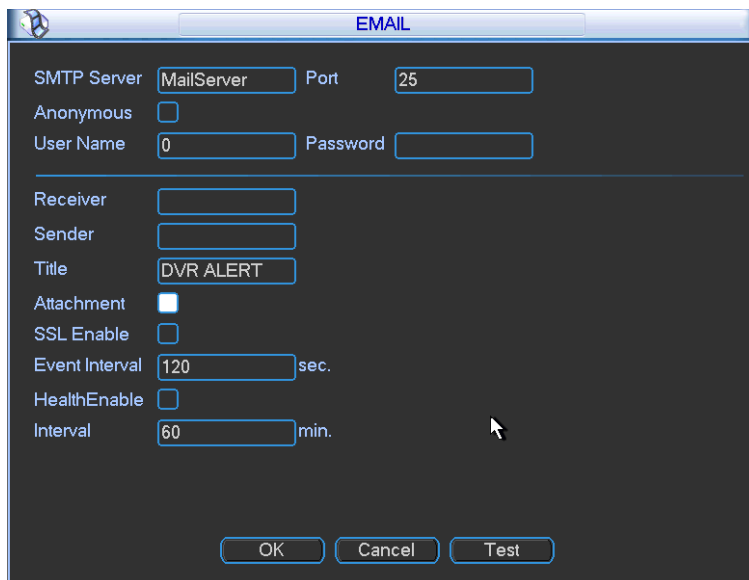 EMAIL
SMTP Server MailServer Port 25
Anonymous
User Name 0 Password
Receiver
Sender
Title DVR ALERT
Attachment
SSL Enable
Event Interval 120 sec.
HealthEnable
Interval 60 min.
OK Cancel Test